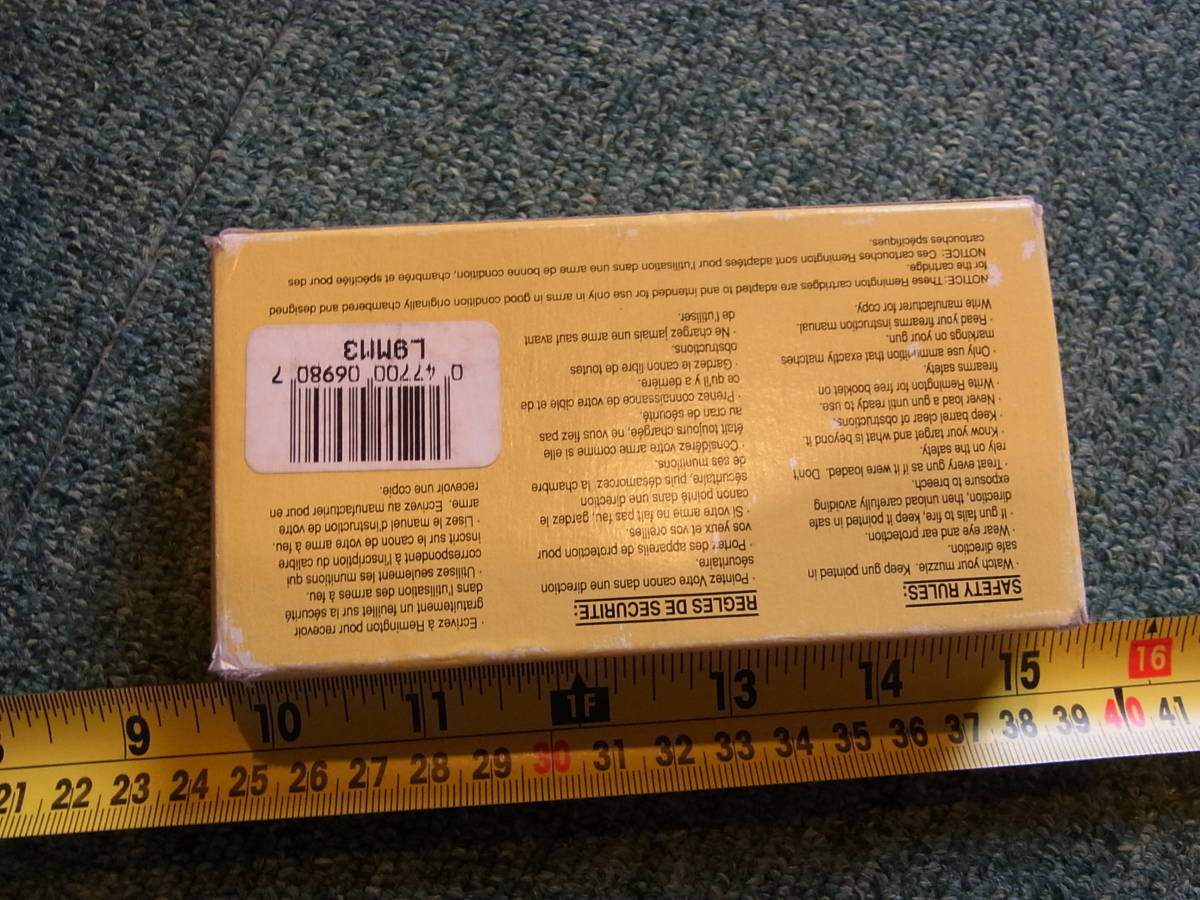 SAFETY RULES:
· Watch your muzzle. Keep gun pointed in
safe direction.
· Wear eye and ear protection.
· If gun fails to fire, keep it pointed in safe
direction, then unload carefully avoiding
exposure to breech.
· Treat every gun as if it were loaded. Don't
rely on the safety.
· Know your target and what is beyond it.
· Keep barrel clear of obstructions.
· Never load a gun until ready to use.
· Write Remington for free booklet on
firearms safety.
· Only use ammunition that exactly matches
markings on your gun.
· Read your firearms instruction manual.
Write manufacturer for copy.
REGLES DE SECURITE:
· Pointez Votre canon dans une direction
sécuritaire.
· Portez des appareils de protection pour
vos yeux et vos oreilles.
· Si votre arme ne fait pas feu, gardez le
canon pointé dans une direction
sécuritaire, puis désamorcez la chambre
de ses munitions.
· Considérez votre arme comme si elle
était toujours chargée, ne vous fiez pas
au cran de sécurité.
· Prenez connaissance de votre cible et de
ce qu'il y a derrière.
· Gardez le canon libre de toutes
obstructions.
· Ne chargez jamais une arme sauf avant
de l'utiliser.
· Ecrivez à Remington pour recevoir
gratuitement un feuillet sur la sécurité
dans l'utilisation des armes à feu.
· Utilisez seulement les munitions qui
correspondent à l'inscription du calibre
inscrit sur le canon de votre arme à feu.
· Lisez le manuel d'instruction de votre
arme. Ecrivez au manufacturier pour en
recevoir une copie.
0 47700 06980 7
L9MM3
NOTICE: These Remington cartridges are adapted to and intended for use only in arms in good condition originally chambered and designed
for the cartridge.
NOTICE: Ces cartouches Remington sont adaptées pour l'utilisation dans une arme de bonne condition, chambrée et spécifiée pour des
cartouches spécifiques.
9 10 11 1F 13 14 15 16
21 22 23 24 25 26 27 28 29 30 31 32 33 34 35 36 37 38 39 40 41